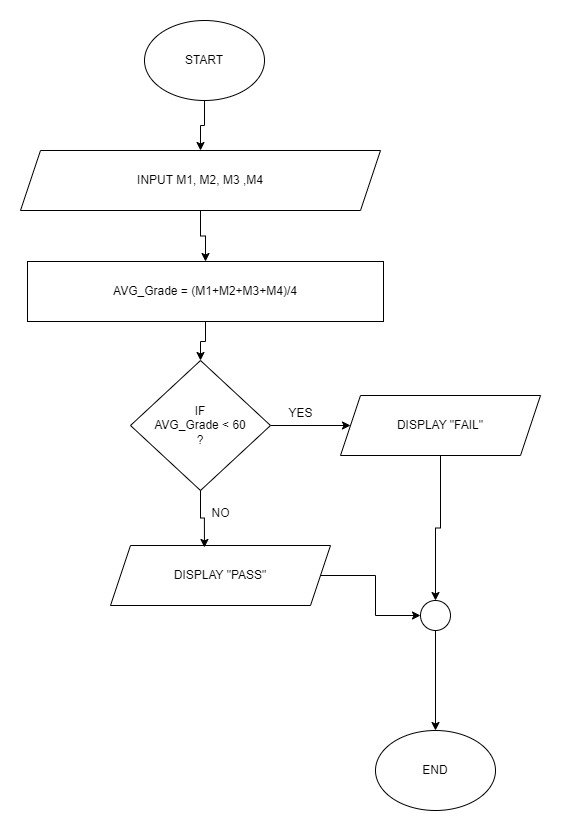 START
INPUT M1, M2, M3 ,M4
AVG_Grade = (M1+M2+M3+M4)/4
IF
AVG_Grade < 60
?
YES
DISPLAY "FAIL"
NO
DISPLAY "PASS"
END